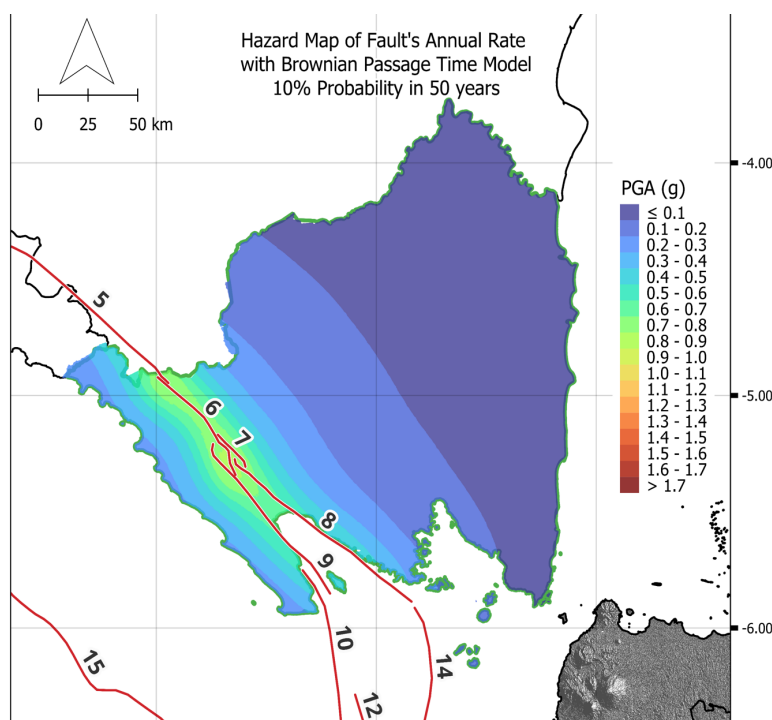 Hazard Map of Fault's Annual Rate
with Brownian Passage Time Model
10% Probability in 50 years
0 25 50 km
-4.00
-5.00
-6.00
PGA (g)
≤ 0.1
0.1 - 0.2
0.2 - 0.3
0.3 - 0.4
0.4 - 0.5
0.5 - 0.6
0.6 - 0.7
0.7 - 0.8
0.8 - 0.9
0.9 - 1.0
1.0 - 1.1
1.1 - 1.2
1.2 - 1.3
1.3 - 1.4
1.4 - 1.5
1.5 - 1.6
1.6 - 1.7
> 1.7
5
6
7
8
9
10
14
15
12